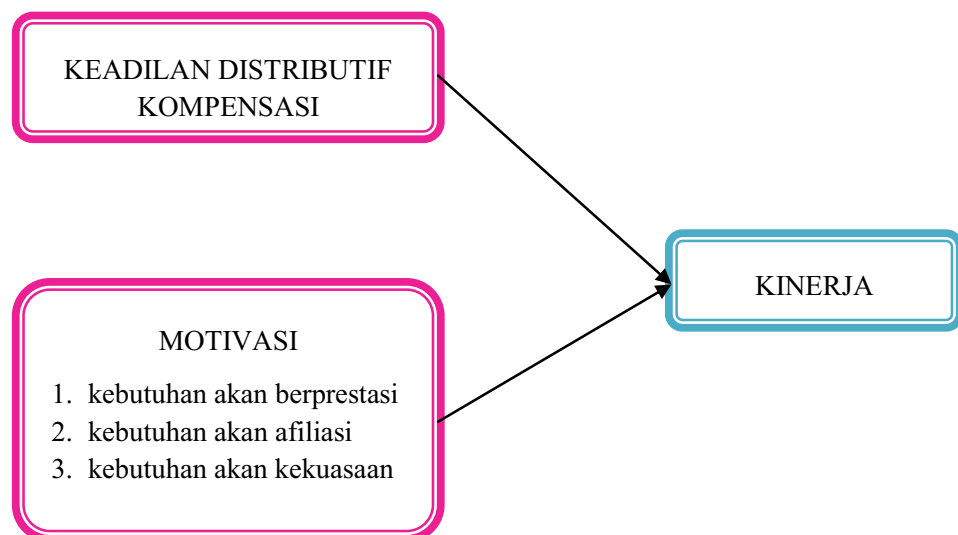 KEADILAN DISTRIBUTIF
KOMPENSASI
KINERJA
MOTIVASI
1. kebutuhan akan berprestasi
2. kebutuhan akan afiliasi
3. kebutuhan akan kekuasaan